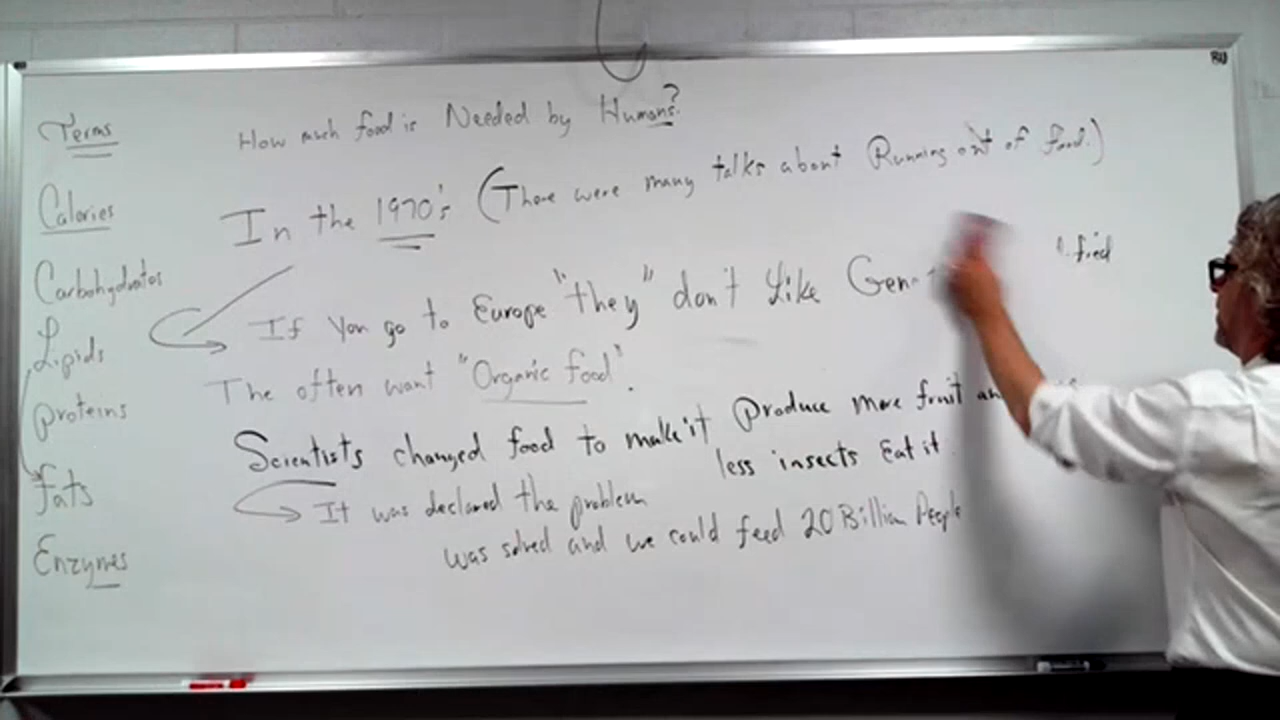 Terms
Calories
Carbohydrates
Lipids
Proteins
Fats
Enzymes
How much food is Needed by Humans?
In the 1970's (There were many talks about Running out of food.)
If you go to Europe "they" don't Like Gen
The often want "Organic food".
Scientists changed food to make it Produce more fruit an
less insects Eat it.
It was declared the problem
was solved and we could feed 20 Billion People
BU